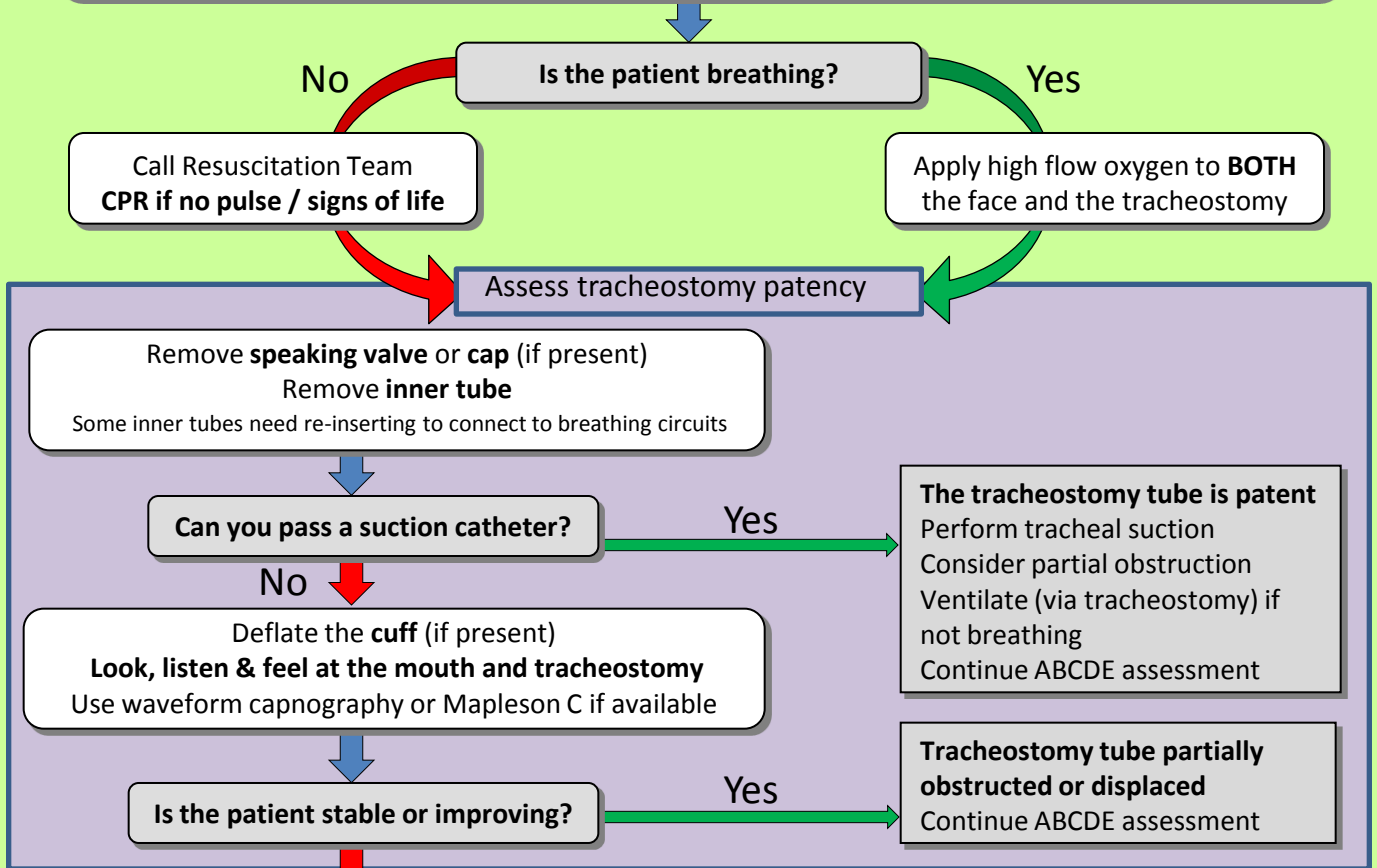 Is the patient breathing?
No
Yes
Call Resuscitation Team
CPR if no pulse / signs of life
Apply high flow oxygen to BOTH
the face and the tracheostomy
Assess tracheostomy patency
Remove speaking valve or cap (if present)
Remove inner tube
Some inner tubes need re-inserting to connect to breathing circuits
Can you pass a suction catheter?
Yes
The tracheostomy tube is patent
Perform tracheal suction
Consider partial obstruction
Ventilate (via tracheostomy) if
not breathing
Continue ABCDE assessment
No
Deflate the cuff (if present)
Look, listen & feel at the mouth and tracheostomy
Use waveform capnography or Mapleson C if available
Is the patient stable or improving?
Yes
Tracheostomy tube partially
obstructed or displaced
Continue ABCDE assessment